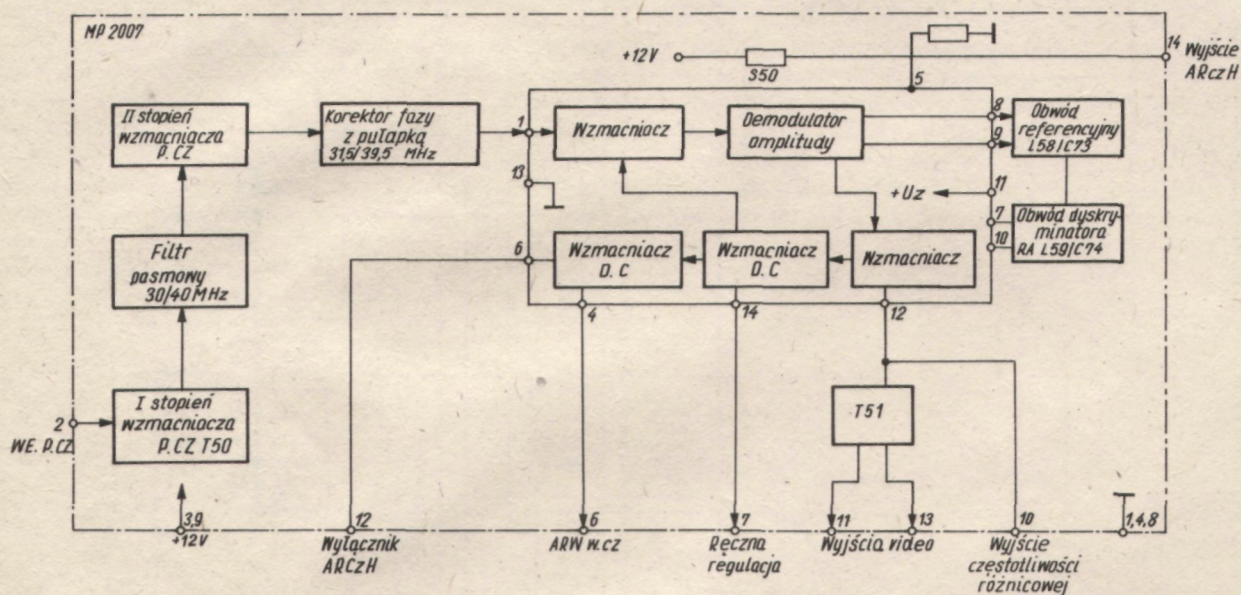 MP 2007
+12V
350
5
14
Wyjście
ARczH
II stopień
wzmacniacza
P.CZ
Korektor fazy
z pułapką
31,5/39,5 MHz
1
Wzmacniacz
Demodulator
amplitudy
8
9
Obwód
referencyjny
L58/C73
13
+Uz
11
7
10
Obwód dyskry-
minatora
RA L59/C74
Filtr
pasmowy
30/40 MHz
6
Wzmacniacz
D.C
Wzmacniacz
D.C
Wzmacniacz
4
14
12
I stopień
wzmacniacza
P.CZ T50
2
WE. P.CZ
T51
3,9
+12V
12
Wyłącznik
ARCzH
6
ARW w.cz
7
Ręczna
regulacja
11
13
Wyjścia video
10
Wyjście
częstotliwości
różnicowej
1,4,8